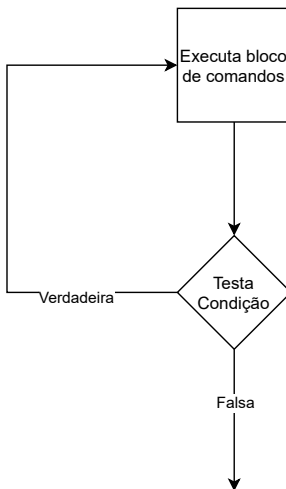 Executa bloco
de comandos
Testa
Condição
Verdadeira
Falsa